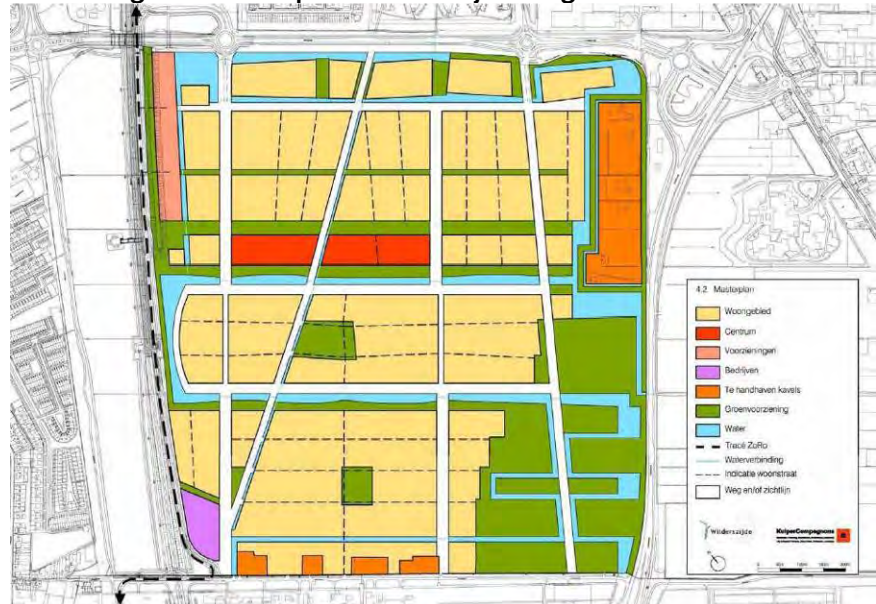 4.2 Masterplan
Woongebied
Centrum
Voorzieningen
Bedrijven
Te handhaven kavels
Groenvoorziening
Water
Tracé ZoRo
Waterverbinding
Indicatie woonstraat
Weg en/of zichtlijn
KuiperCompagnons